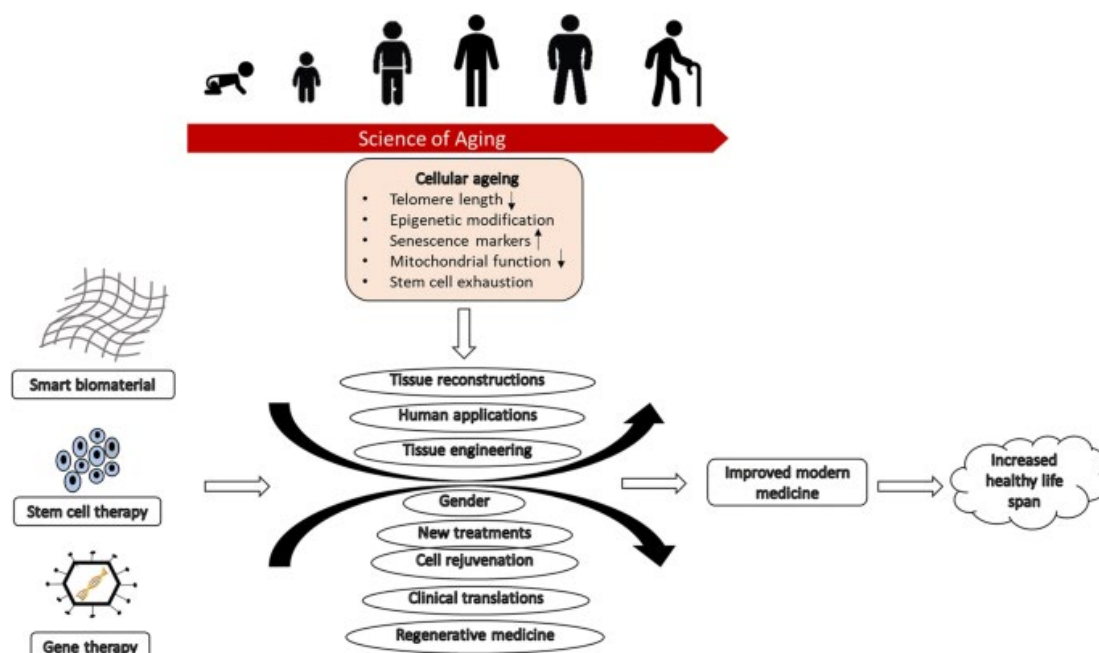 Science of Aging
Cellular ageing
• Telomere length ↓
• Epigenetic modification
• Senescence markers ↑
• Mitochondrial function ↓
• Stem cell exhaustion
Smart biomaterial
Stem cell therapy
Gene therapy
Tissue reconstructions
Human applications
Tissue engineering
Gender
New treatments
Cell rejuvenation
Clinical translations
Regenerative medicine
Improved modern
medicine
Increased
healthy life
span